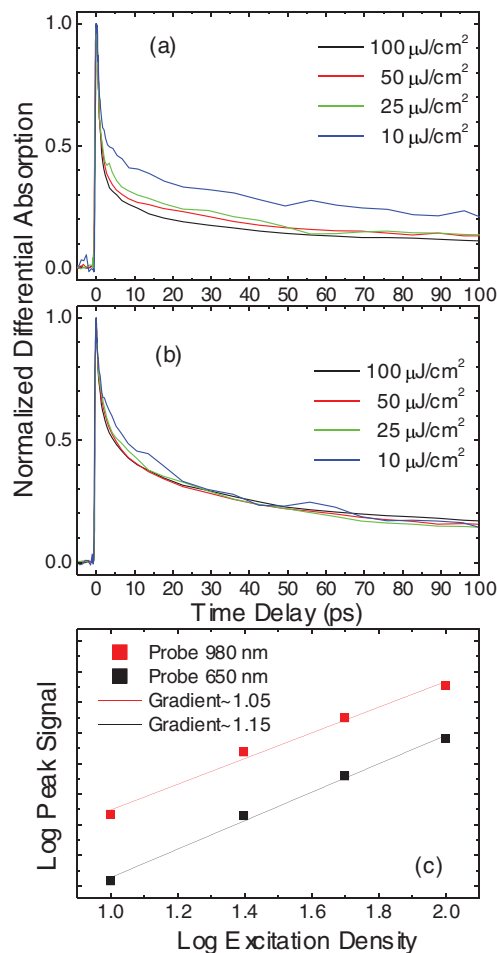 (a)
100 μJ/cm²
50 μJ/cm²
25 μJ/cm²
10 μJ/cm²
1.0
0.5
0.0
0 10 20 30 40 50 60 70 80 90 100
Normalized Differential Absorption
(b)
100 μJ/cm²
50 μJ/cm²
25 μJ/cm²
10 μJ/cm²
1.0
0.5
0.0
0 10 20 30 40 50 60 70 80 90 100
Time Delay (ps)
Probe 980 nm
Probe 650 nm
Gradient~1.05
Gradient~1.15
Log Peak Signal
(c)
1.0 1.2 1.4 1.6 1.8 2.0
Log Excitation Density